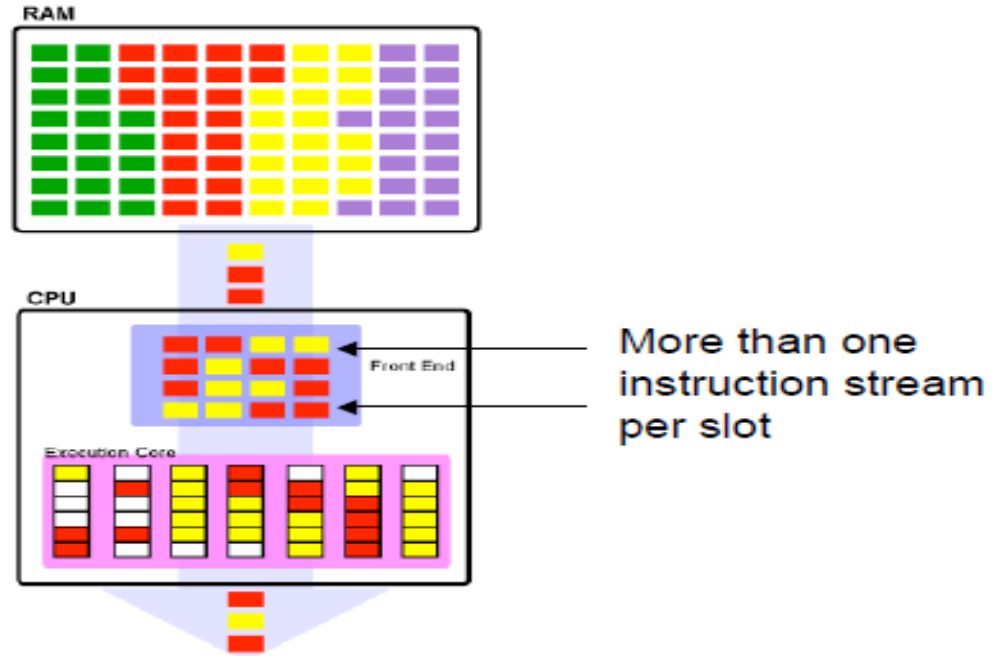 RAM
CPU
More than one
instruction stream
per slot
Front End
Execution Core